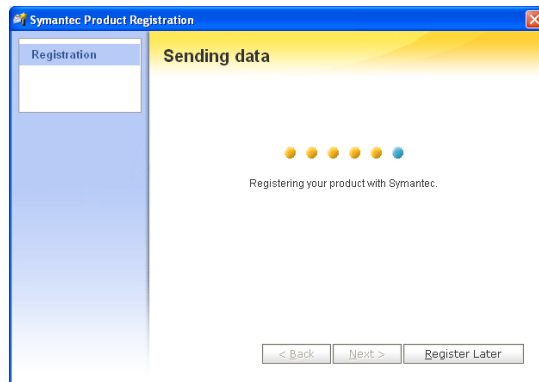 Symantec Product Registration
Registration
Sending data
Registering your product with Symantec.
< Back
Next >
Register Later